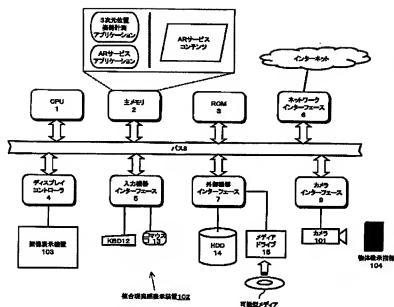 3次元位置
姿勢計測
アプリケーション
ARサービス
アプリケーション
ARサービス
コンテンツ
インターネット
CPU
1
主メモリ
2
ROM
3
ネットワーク
インターフェース
6
バス8
ディスプレイ
コントローラ
4
入力機器
インターフェース
5
外部機器
インターフェース
7
カメラ
インターフェース
9
映像表示装置
103
KBD12
マウス
13
HDD
14
メディア
ドライブ
15
カメラ
101
物体提示指標
104
複合現実感提示装置102
可搬型メディア